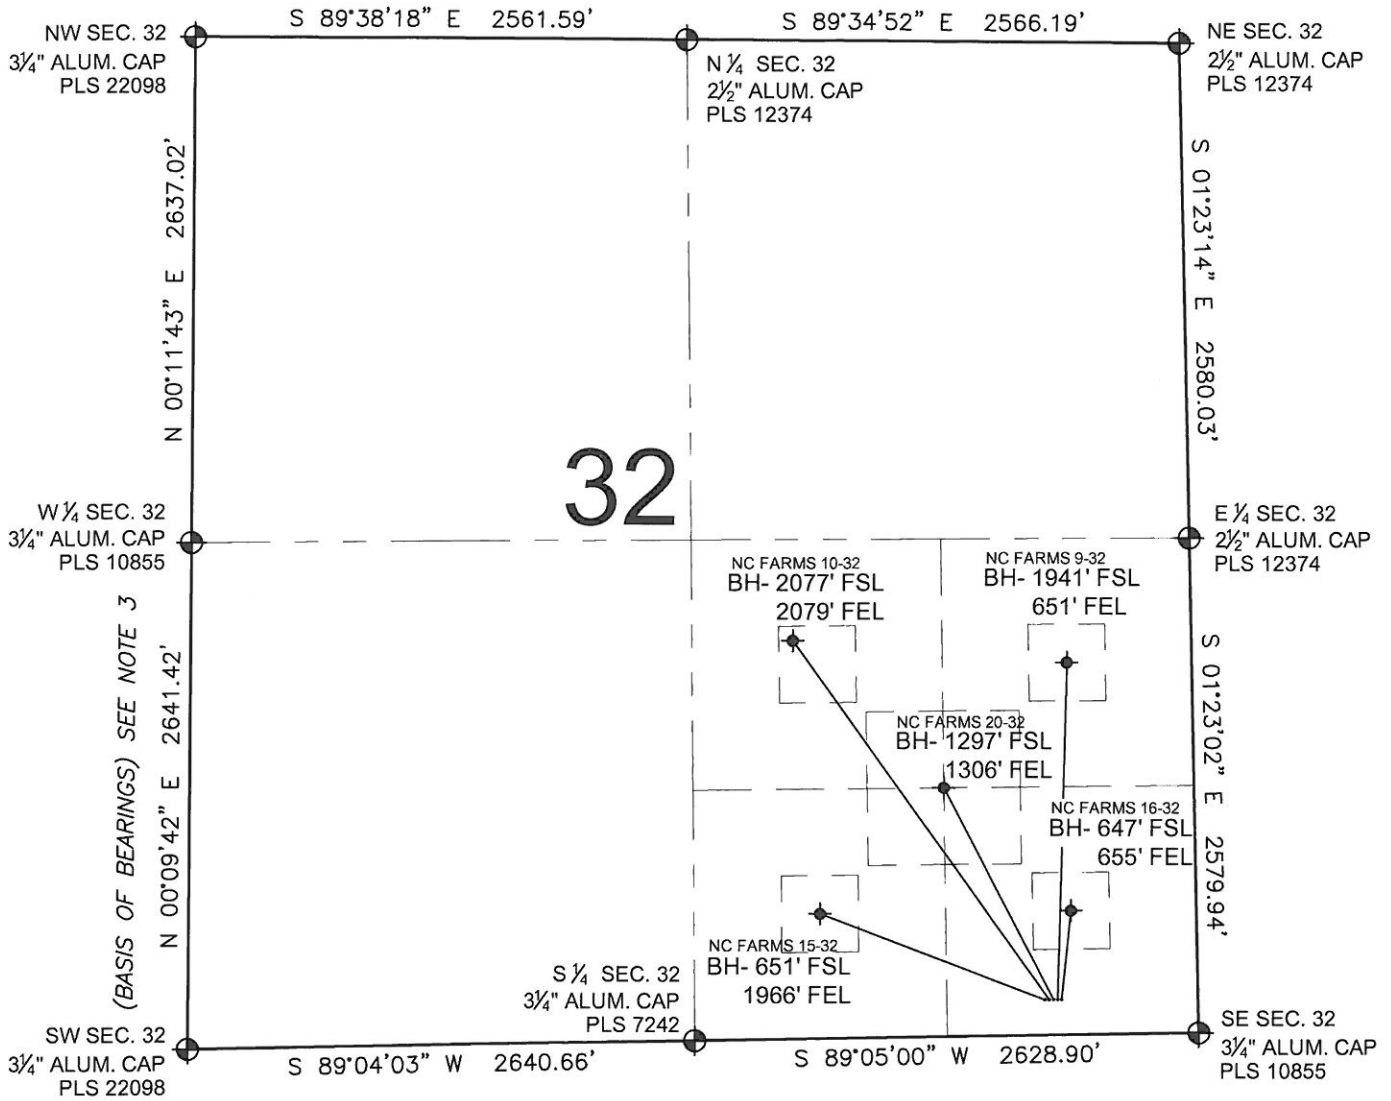 S 89°38'18" E 2561.59'
S 89°34'52" E 2566.19'
NW SEC. 32
3¼" ALUM. CAP
PLS 22098
N ¼ SEC. 32
2½" ALUM. CAP
PLS 12374
NE SEC. 32
2½" ALUM. CAP
PLS 12374
N 00°11'43" E 2637.02'
S 01°23'14" E 2580.03'
32
W ¼ SEC. 32
3¼" ALUM. CAP
PLS 10855
E ¼ SEC. 32
2½" ALUM. CAP
PLS 12374
NC FARMS 10-32
BH- 2077' FSL
2079' FEL
NC FARMS 9-32
BH- 1941' FSL
651' FEL
(BASIS OF BEARINGS) SEE NOTE 3
N 00°09'42" E 2641.42'
S 01°23'02" E 2579.94'
NC FARMS 20-32
BH- 1297' FSL
1306' FEL
NC FARMS 16-32
BH- 647' FSL
655' FEL
NC FARMS 15-32
BH- 651' FSL
1966' FEL
S ¼ SEC. 32
3¼" ALUM. CAP
PLS 7242
SW SEC. 32
3¼" ALUM. CAP
PLS 22098
S 89°04'03" W 2640.66'
S 89°05'00" W 2628.90'
SE SEC. 32
3¼" ALUM. CAP
PLS 10855